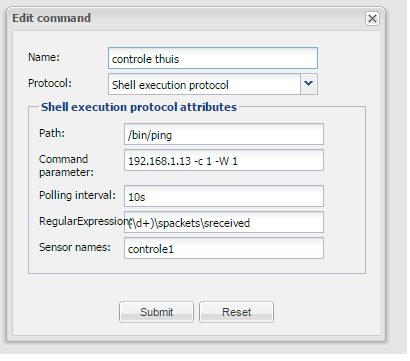 Edit command
Name: controle thuis
Protocol: Shell execution protocol
Shell execution protocol attributes
Path: /bin/ping
Command
parameter: 192.168.1.13 -c 1 -W 1
Polling interval: 10s
RegularExpression: (\d+)\spackets\sreceived
Sensor names: controle1
Submit Reset